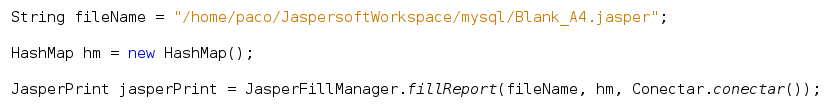 String fileName = "/home/paco/JaspersoftWorkspace/mysql/Blank_A4.jasper";
HashMap hm = new HashMap();
JasperPrint jasperPrint = JasperFillManager.fillReport(fileName, hm, Conectar.conectar());